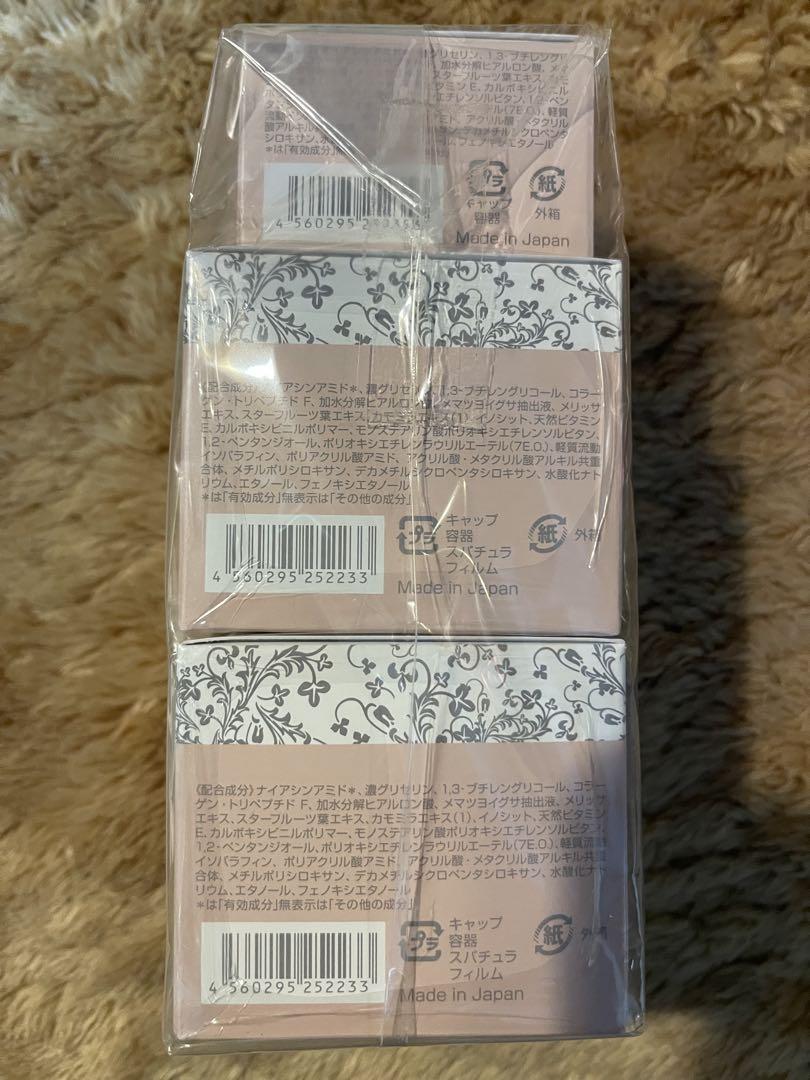 グリセリン、1,3-ブチレングリ
加水分解ヒアルロン酸、メ
スターフルーツ葉エキス、カモミ
タミン E、カルボキシビニル
エチレンソルビタン、1,2-ペン
テル(7E.O.)、軽質
流動 ミド、アクリル酸・メタクリル
酸アルキル サン、デカメチルシクロペンタ
シロキサン、水 フェノキシエタノール
*は「有効成分」無
4 560295 2
プラ
キャップ
容器
紙
外箱
Made in Japan
《配合成分》ナイアシンアミド*、濃グリセリン、1,3-ブチレングリコール、コラー
ゲン・トリペプチド F、加水分解ヒアルロン酸、メマツヨイグサ抽出液、メリッサ
エキス、スターフルーツ葉エキス、カモミラエキス(1)、イノシット、天然ビタミン
E、カルボキシビニルポリマー、モノステアリン酸ポリオキシエチレンソルビタン、
1,2-ペンタンジオール、ポリオキシエチレンラウリルエーテル(7E.O.)、軽質流動
イソパラフィン、ポリアクリル酸アミド、アクリル酸・メタクリル酸アルキル共重
合体、メチルポリシロキサン、デカメチルシクロペンタシロキサン、水酸化ナト
リウム、エタノール、フェノキシエタノール
*は「有効成分」無表示は「その他の成分」
4 560295 252233
プラ
キャップ
容器
スパチュラ
フィルム
紙
外箱
Made in Japan
《配合成分》ナイアシンアミド*、濃グリセリン、1,3-ブチレングリコール、コラー
ゲン・トリペプチド F、加水分解ヒアルロン酸、メマツヨイグサ抽出液、メリッサ
エキス、スターフルーツ葉エキス、カモミラエキス(1)、イノシット、天然ビタミン
E、カルボキシビニルポリマー、モノステアリン酸ポリオキシエチレンソルビタン、
1,2-ペンタンジオール、ポリオキシエチレンラウリルエーテル(7E.O.)、軽質流動
イソパラフィン、ポリアクリル酸アミド、アクリル酸・メタクリル酸アルキル共重
合体、メチルポリシロキサン、デカメチルシクロペンタシロキサン、水酸化ナト
リウム、エタノール、フェノキシエタノール
*は「有効成分」無表示は「その他の成分」
4 560295 252233
プラ
キャップ
容器
スパチュラ
フィルム
紙
外箱
Made in Japan